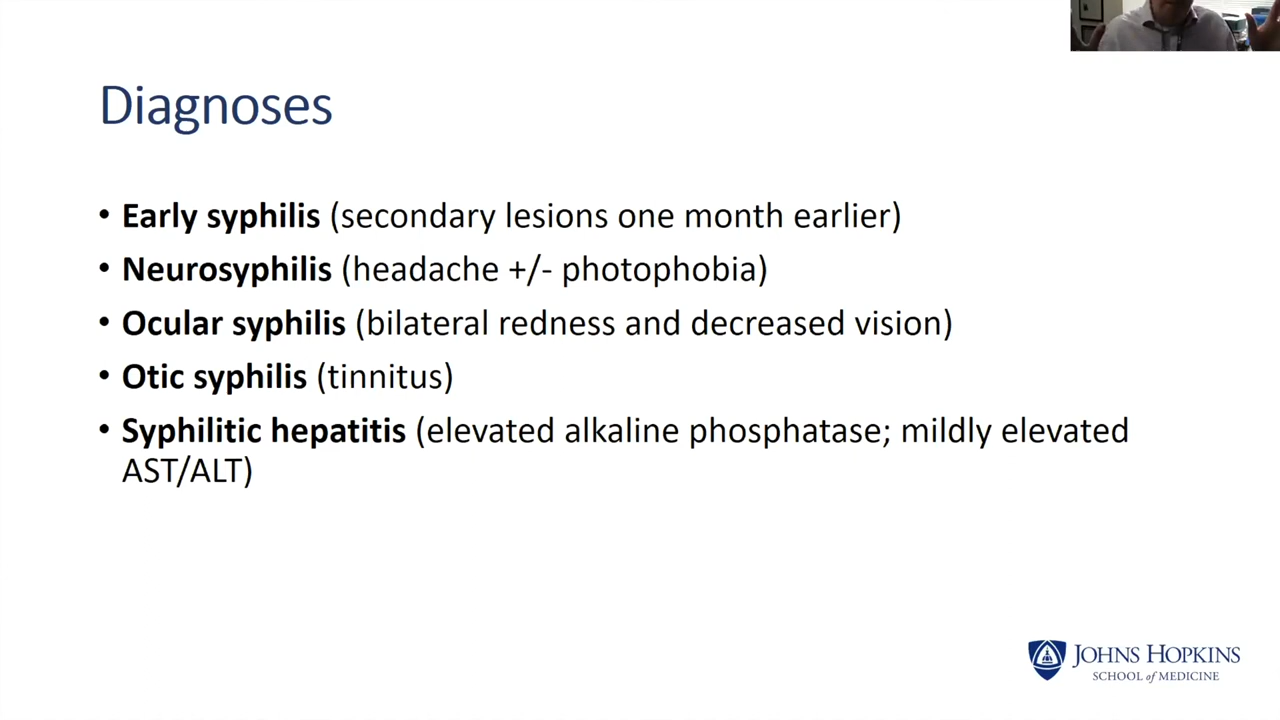 Diagnoses
• Early syphilis (secondary lesions one month earlier)
• Neurosyphilis (headache +/- photophobia)
• Ocular syphilis (bilateral redness and decreased vision)
• Otic syphilis (tinnitus)
• Syphilitic hepatitis (elevated alkaline phosphatase; mildly elevated
AST/ALT)
JOHNS HOPKINS
SCHOOL of MEDICINE